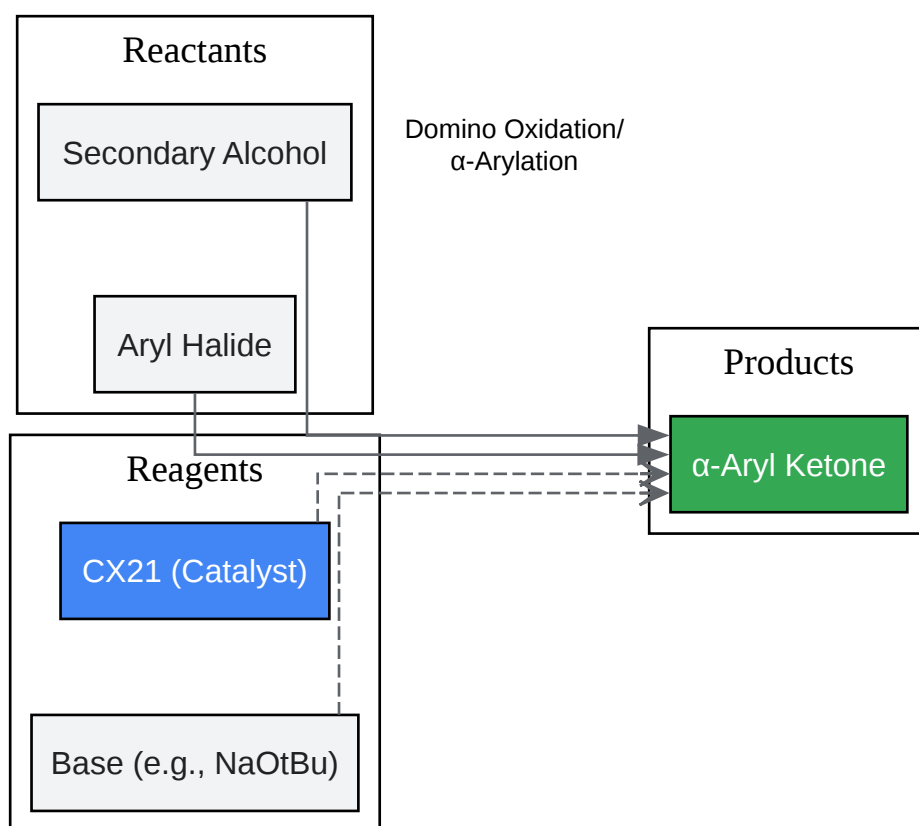 Reactants
Secondary Alcohol
Domino Oxidation/
α-Arylation
Aryl Halide
Products
α-Aryl Ketone
Reagents
CX21 (Catalyst)
Base (e.g., NaOtBu)